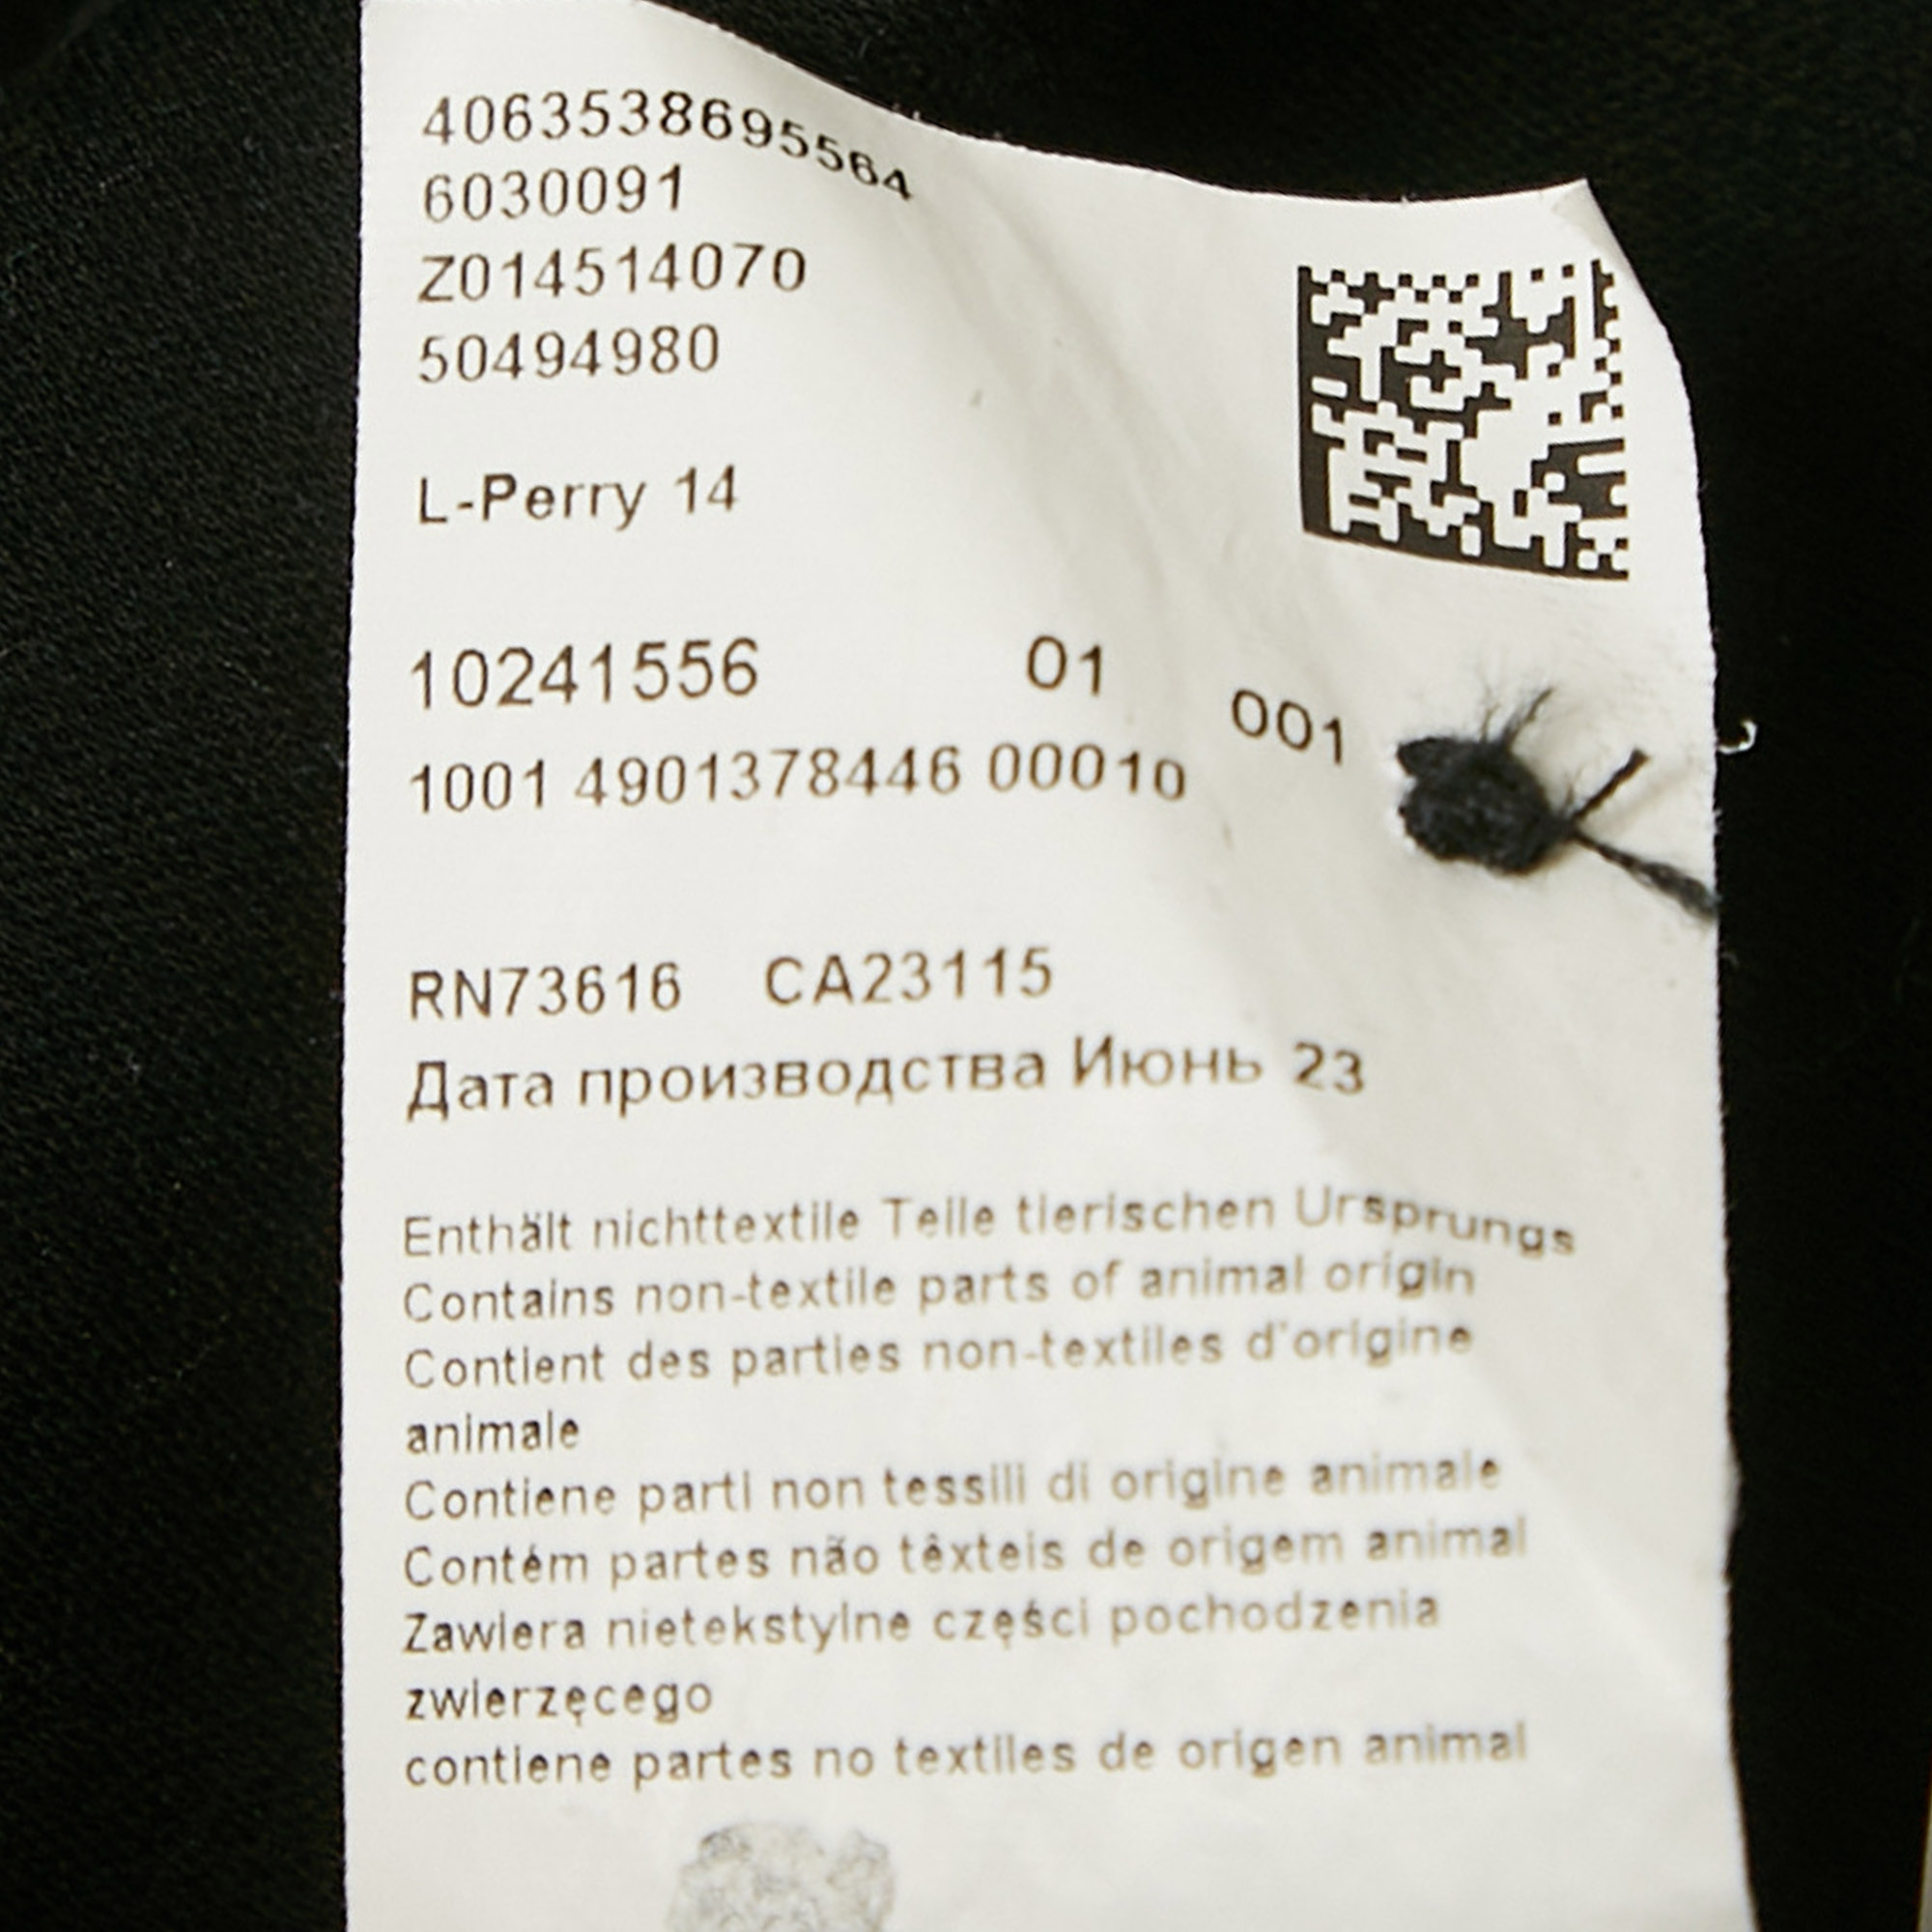 4063538695564
6030091
Z014514070
50494980
L-Perry 14
10241556 01 001
1001 4901378446 00010
RN73616 CA23115
Дата производства Июнь 23
Enthält nichttextile Teile tierischen Ursprungs
Contains non-textile parts of animal origin
Contient des parties non-textiles d'origine
animale
Contiene parti non tessili di origine animale
Contém partes não têxteis de origem animal
Zawiera nietekstylne części pochodzenia
zwierzęcego
contiene partes no textiles de origen animal